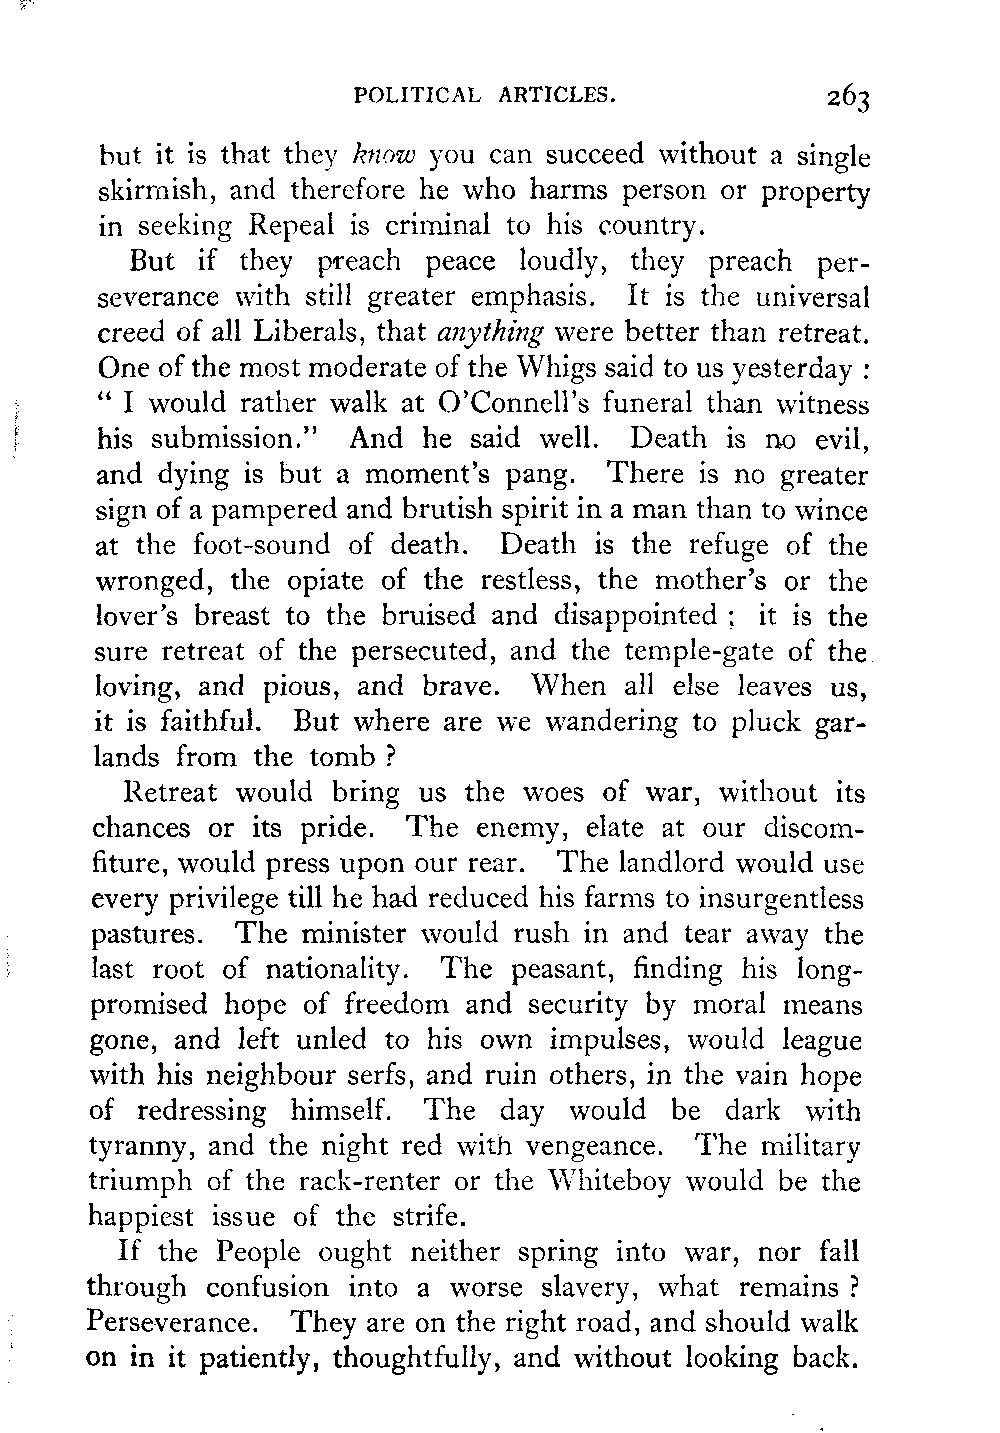 POLITICAL ARTICLES. 263
but it is that they know you can succeed without a single
skirmish, and therefore he who harms person or property
in seeking Repeal is criminal to his country.
But if they preach peace loudly, they preach per-
severance with still greater emphasis. It is the universal
creed of all Liberals, that anything were better than retreat.
One of the most moderate of the Whigs said to us yesterday :
“ I would rather walk at O’Connell’s funeral than witness
his submission.” And he said well. Death is no evil,
and dying is but a moment’s pang. There is no greater
sign of a pampered and brutish spirit in a man than to wince
at the foot-sound of death. Death is the refuge of the
wronged, the opiate of the restless, the mother’s or the
lover’s breast to the bruised and disappointed ; it is the
sure retreat of the persecuted, and the temple-gate of the
loving, and pious, and brave. When all else leaves us,
it is faithful. But where are we wandering to pluck gar-
lands from the tomb ?
Retreat would bring us the woes of war, without its
chances or its pride. The enemy, elate at our discom-
fiture, would press upon our rear. The landlord would use
every privilege till he had reduced his farms to insurgentless
pastures. The minister would rush in and tear away the
last root of nationality. The peasant, finding his long-
promised hope of freedom and security by moral means
gone, and left unled to his own impulses, would league
with his neighbour serfs, and ruin others, in the vain hope
of redressing himself. The day would be dark with
tyranny, and the night red with vengeance. The military
triumph of the rack-renter or the Whiteboy would be the
happiest issue of the strife.
If the People ought neither spring into war, nor fall
through confusion into a worse slavery, what remains ?
Perseverance. They are on the right road, and should walk
on in it patiently, thoughtfully, and without looking back.